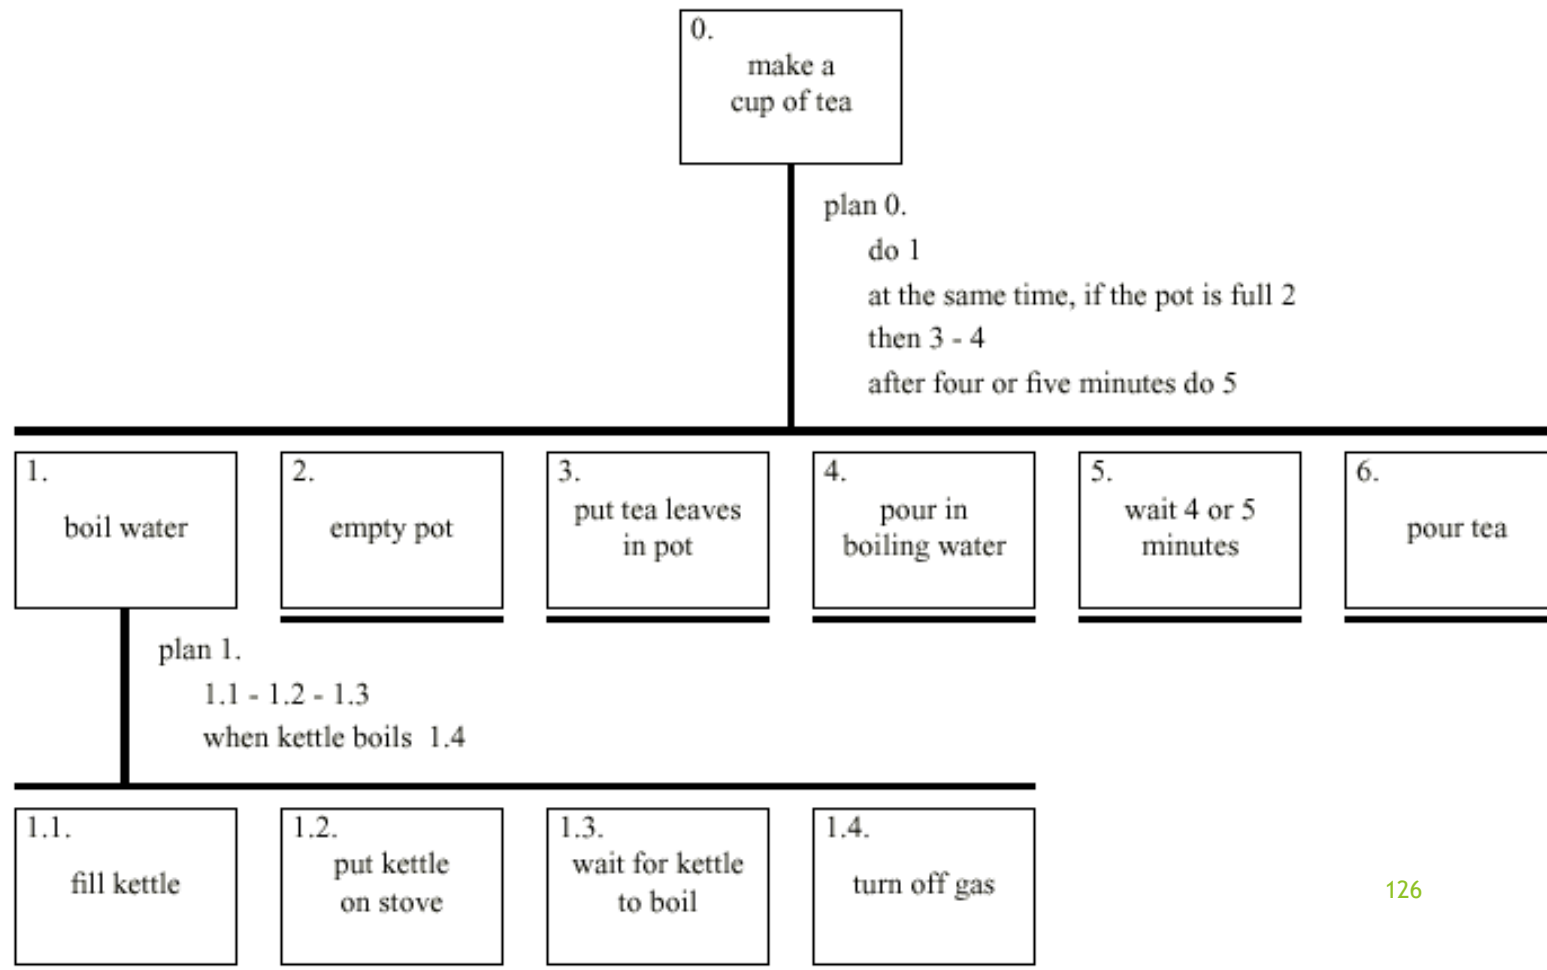 0.
make a
cup of tea
plan 0.
do 1
at the same time, if the pot is full 2
then 3 - 4
after four or five minutes do 5
1.
boil water
2.
empty pot
3.
put tea leaves
in pot
4.
pour in
boiling water
5.
wait 4 or 5
minutes
6.
pour tea
plan 1.
1.1 - 1.2 - 1.3
when kettle boils 1.4
1.1.
fill kettle
1.2.
put kettle
on stove
1.3.
wait for kettle
to boil
1.4.
turn off gas
126